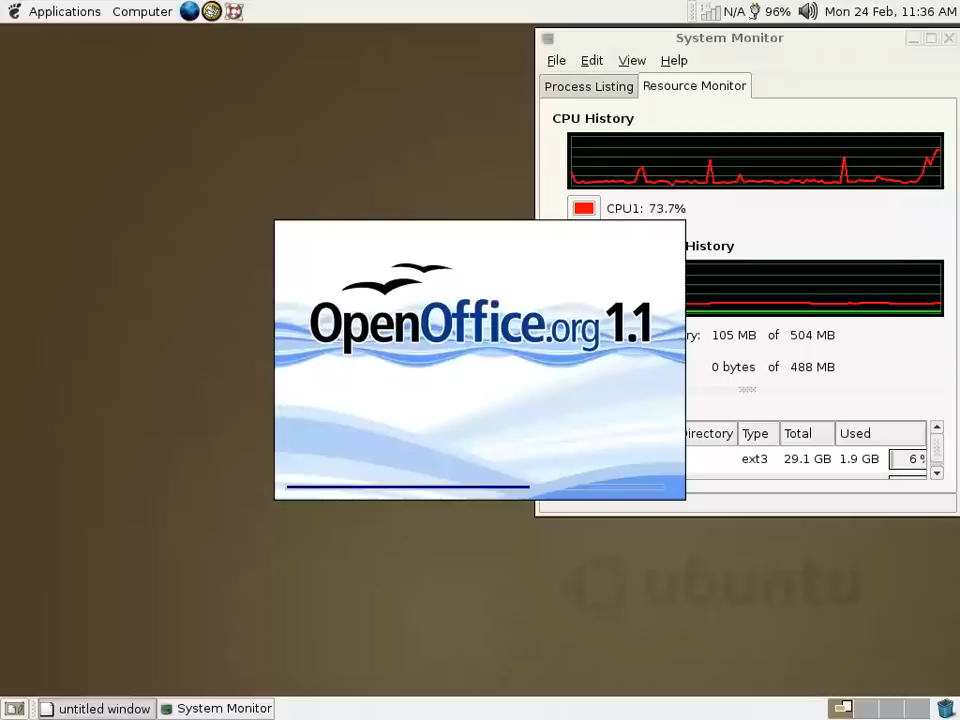 Applications Computer N/A 96% Mon 24 Feb, 11:36 AM
System Monitor
File Edit View Help
Process Listing Resource Monitor
CPU History
CPU1: 73.7%
History
OpenOffice.org 1.1
ry: 105 MB of 504 MB
0 bytes of 488 MB
irectory Type Total Used
ext3 29.1 GB 1.9 GB 6 %
ubuntu
untitled window System Monitor